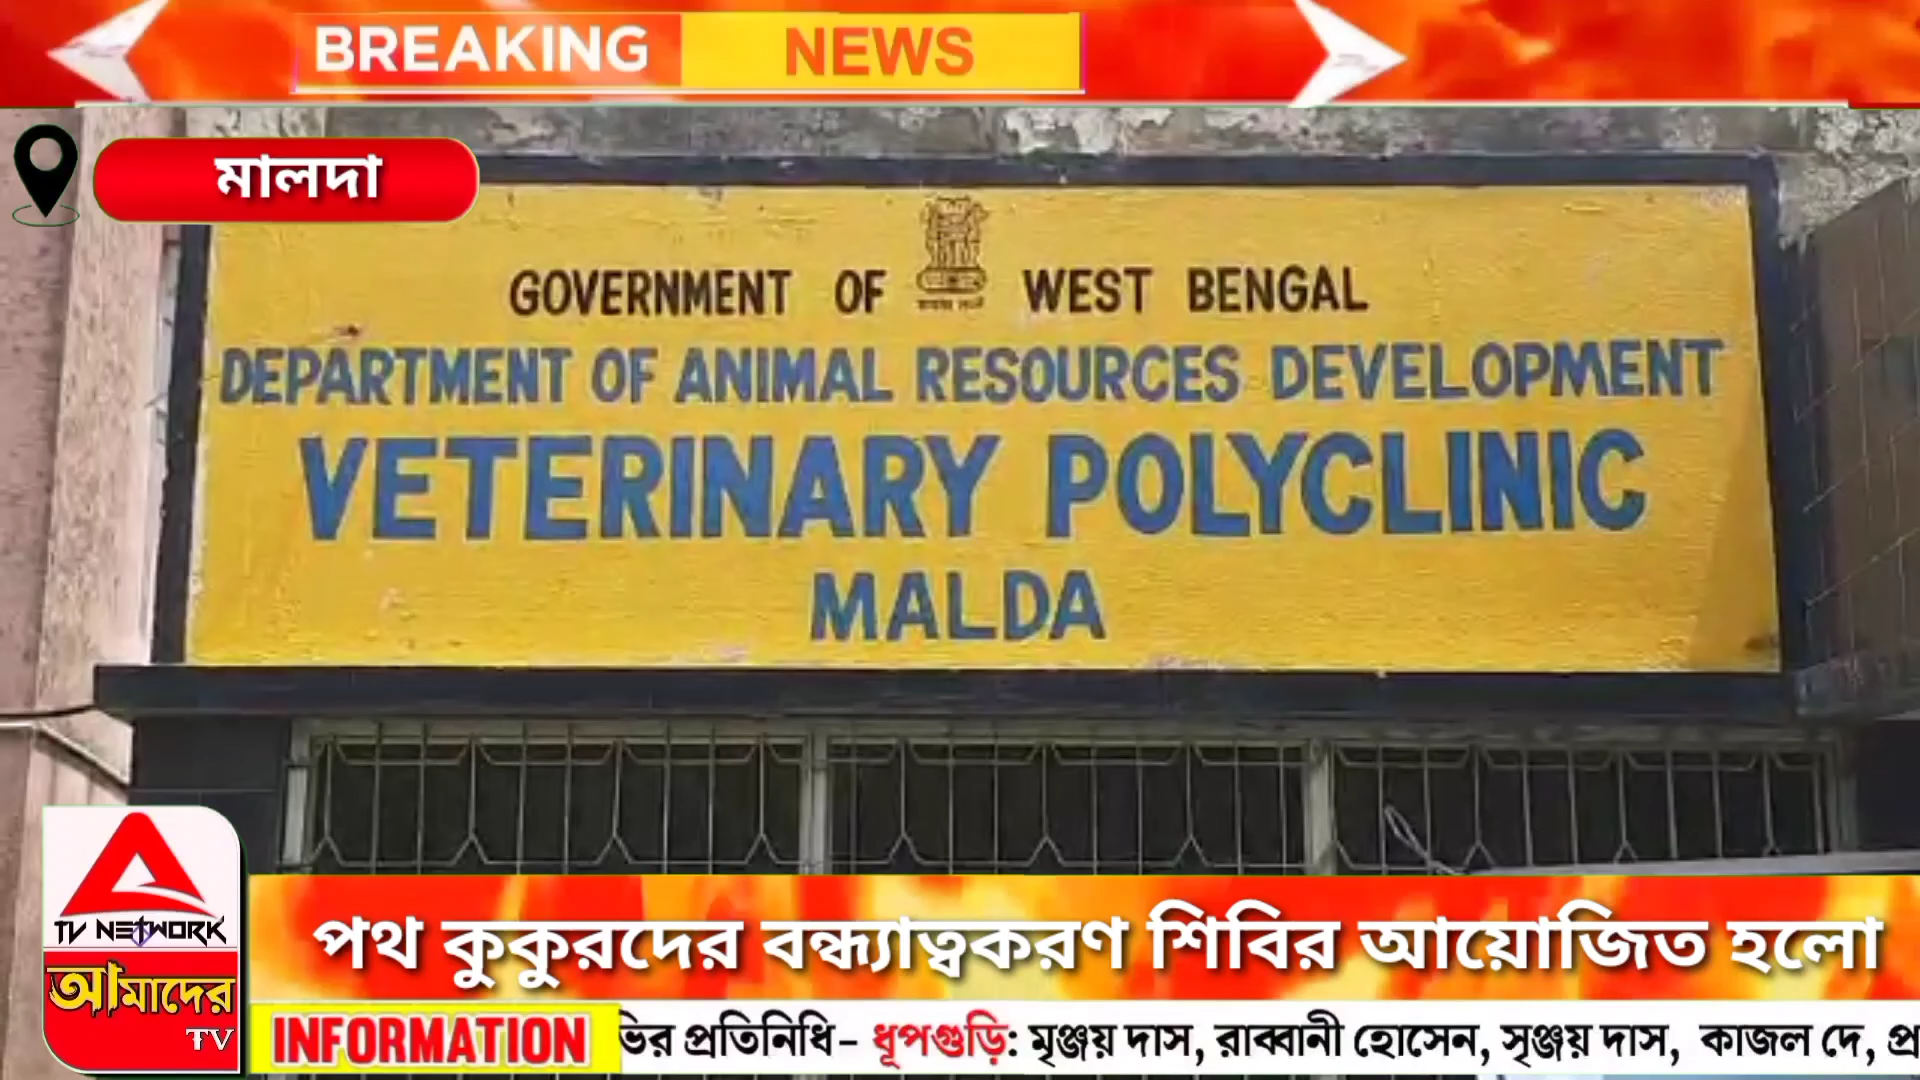 BREAKING NEWS
মালদা
GOVERNMENT OF WEST BENGAL
DEPARTMENT OF ANIMAL RESOURCES DEVELOPMENT
VETERINARY POLYCLINIC
MALDA
TV NETWORK
আমাদের
TV
পথ কুকুরদের বন্ধ্যাত্বকরণ শিবির আয়োজিত হলো
INFORMATION
ভির প্রতিনিধি- ধূপগুড়ি: মৃঞ্জয় দাস, রাব্বানী হোসেন, সৃঞ্জয় দাস, কাজল দে, প্র